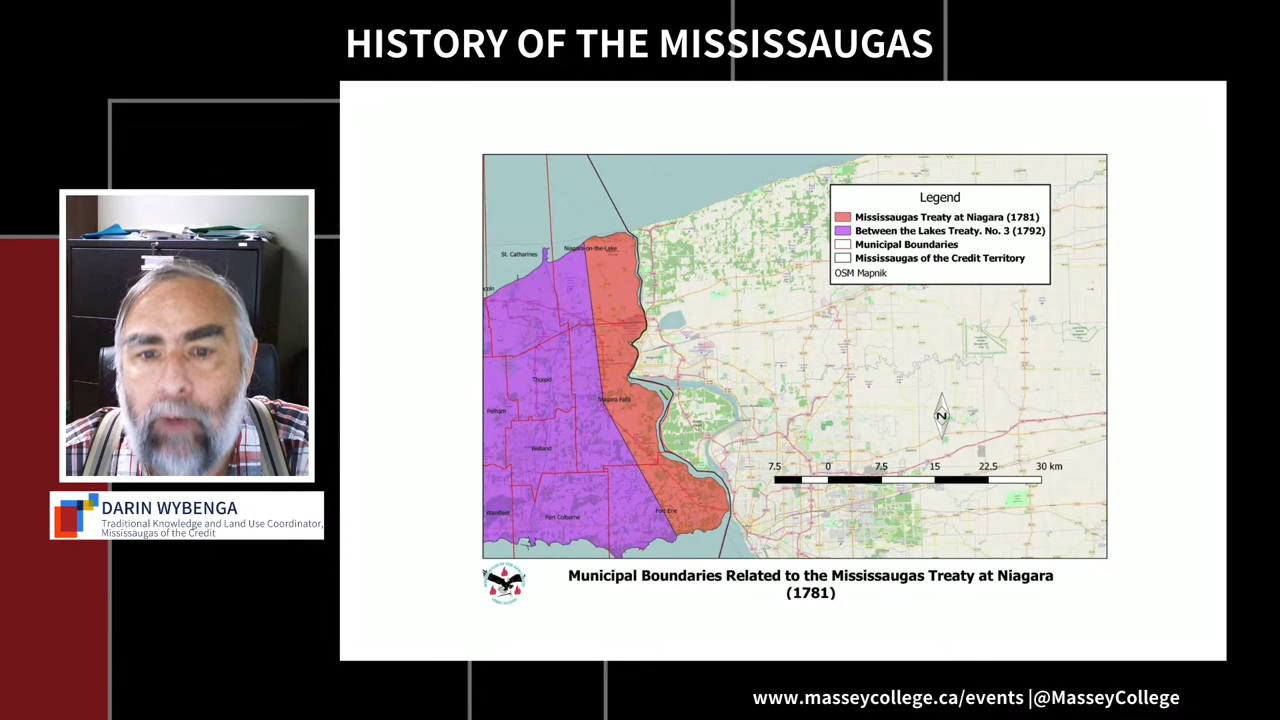 HISTORY OF THE MISSISSAUGAS
Legend
Mississaugas Treaty at Niagara (1781)
Between the Lakes Treaty. No. 3 (1792)
Municipal Boundaries
Mississaugas of the Credit Territory
OSM Mapnik
Niagara-on-the-Lake
St. Catharines
Thorold
Niagara Falls
Pelham
Welland
Wainfleet
Port Colborne
Fort Erie
N
7.5 0 7.5 15 22.5 30 km
Municipal Boundaries Related to the Mississaugas Treaty at Niagara
(1781)
DARIN WYBENGA
Traditional Knowledge and Land Use Coordinator,
Mississaugas of the Credit
www.masseycollege.ca/events |@MasseyCollege